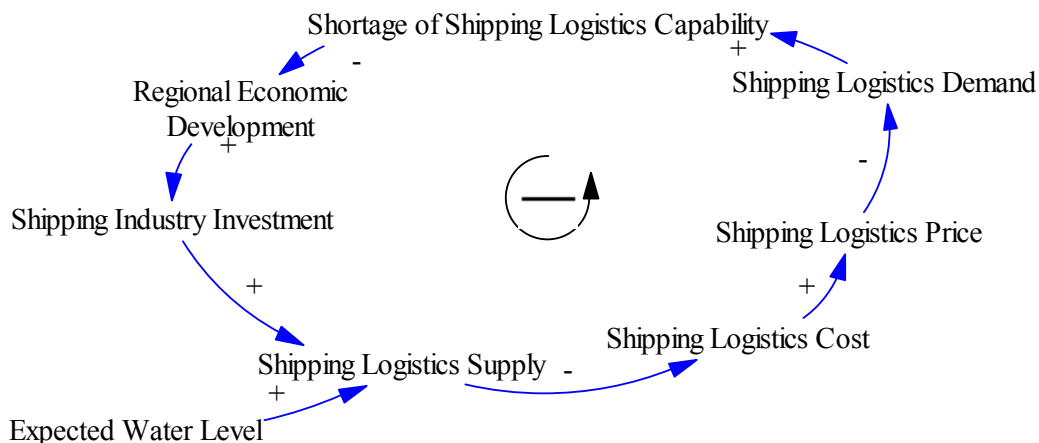 Shortage of Shipping Logistics Capability
+
-
Shipping Logistics Demand
Regional Economic
Development
+
-
Shipping Industry Investment
Shipping Logistics Price
+
+
Shipping Logistics Cost
Shipping Logistics Supply
-
+
Expected Water Level